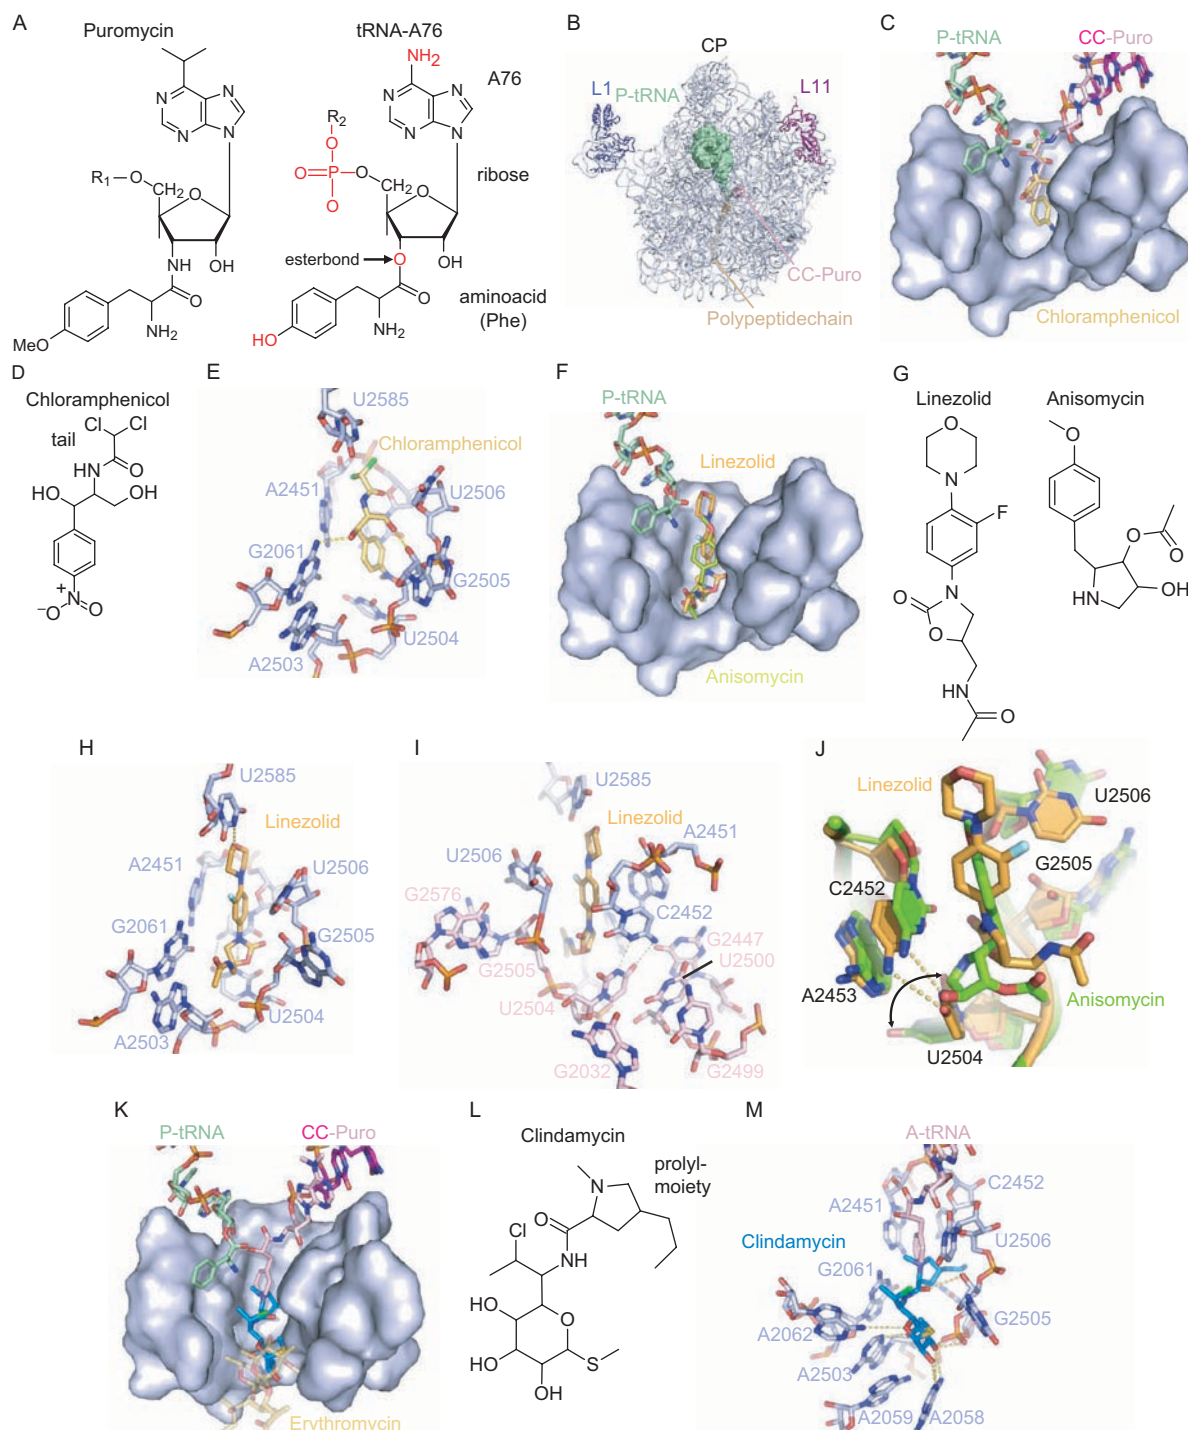 A
Puromycin
tRNA-A76
NH2
A76
N
N
N
N
N
N
N
N
R2
O
O=P—O
O
CH2
O
ribose
R1
O
CH2
O
NH
OH
O
esterbond
O
OH
O
aminoacid
(Phe)
MeO
NH2
HO
NH2
B
CP
L1
P-tRNA
L11
CC-Puro
Polypeptidechain
C
P-tRNA
CC-Puro
Chloramphenicol
D
Chloramphenicol
tail
Cl
Cl
HN
O
HO
HO
N+
−O
O
E
U2585
Chloramphenicol
A2451
U2506
G2061
G2505
U2504
A2503
F
P-tRNA
Linezolid
Anisomycin
G
Linezolid
Anisomycin
O
N
F
N
O
O
NH
O
O
O
O
OH
HN
H
U2585
Linezolid
A2451
U2506
G2061
G2505
U2504
A2503
I
U2585
Linezolid
A2451
U2506
G2576
C2452
G2447
U2500
G2505
U2504
G2032
G2499
J
Linezolid
U2506
G2505
C2452
A2453
Anisomycin
U2504
K
P-tRNA
CC-Puro
Erythromycin
L
Clindamycin
prolyl-
moiety
N
O
Cl
NH
HO
O
HO
S
OH
M
A-tRNA
C2452
A2451
U2506
Clindamycin
G2061
G2505
A2062
A2503
A2059
A2058